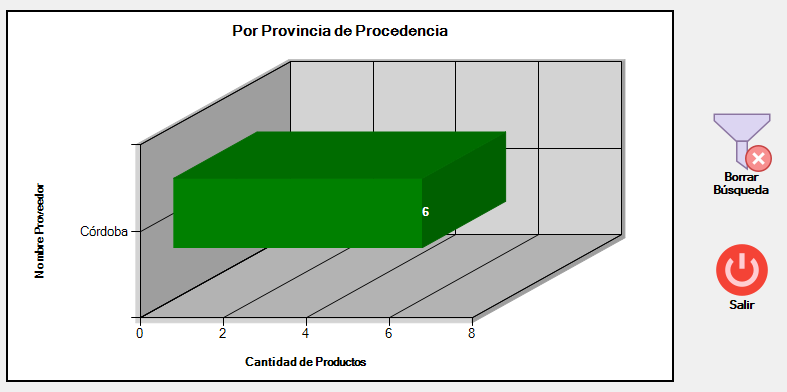 Por Provincia de Procedencia
Nombre Proveedor
Córdoba
6
0
2
4
6
8
Cantidad de Productos
Borrar
Búsqueda
Salir